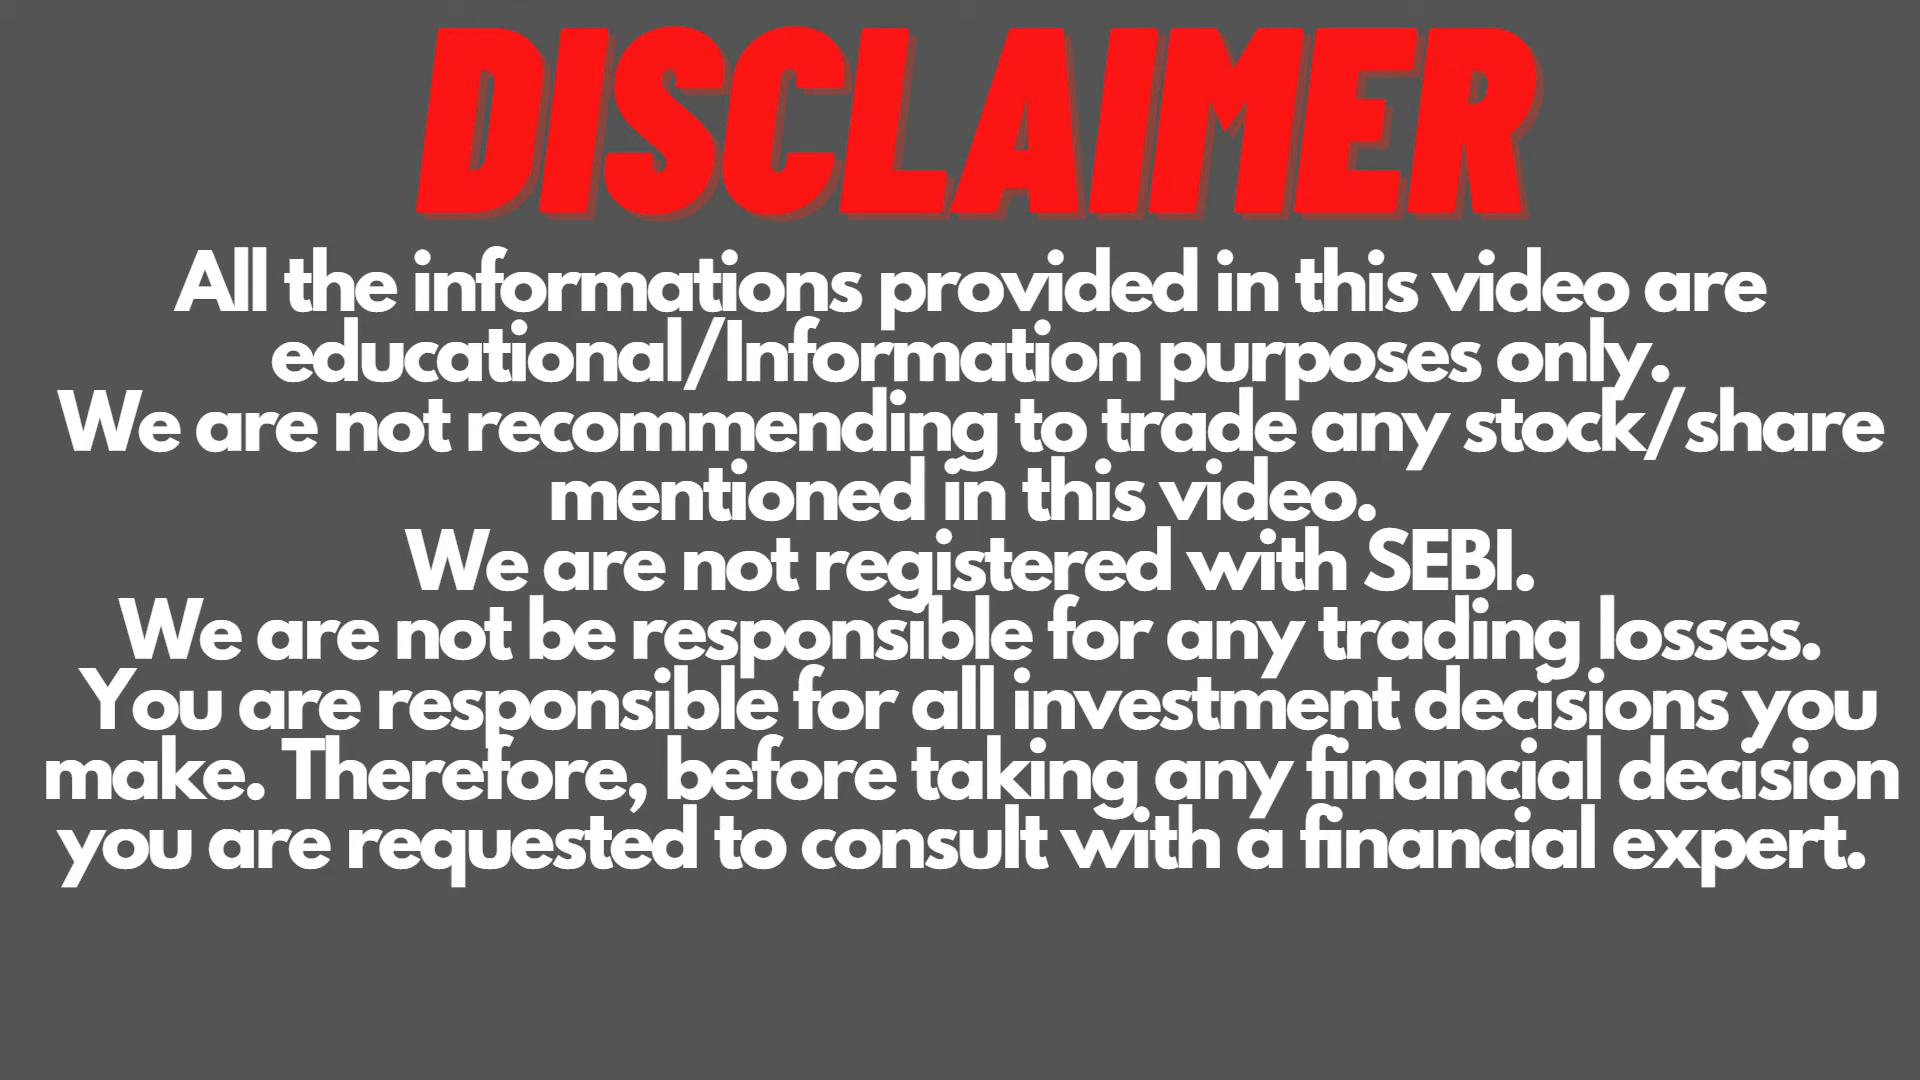 DISCLAIMER
All the informations provided in this video are
educational/Information purposes only.
We are not recommending to trade any stock/share
mentioned in this video.
We are not registered with SEBI.
We are not be responsible for any trading losses.
You are responsible for all investment decisions you
make. Therefore, before taking any financial decision
you are requested to consult with a financial expert.